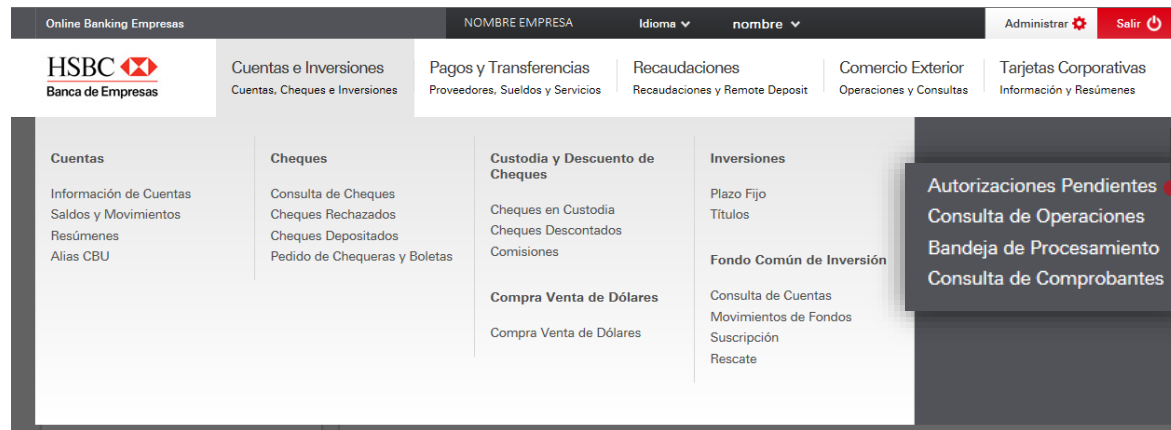 Online Banking Empresas
NOMBRE EMPRESA
Idioma
nombre
Administrar
Salir
HSBC
Banca de Empresas
Cuentas e Inversiones
Cuentas, Cheques e Inversiones
Pagos y Transferencias
Proveedores, Sueldos y Servicios
Recaudaciones
Recaudaciones y Remote Deposit
Comercio Exterior
Operaciones y Consultas
Tarjetas Corporativas
Información y Resúmenes
Cuentas
Información de Cuentas
Saldos y Movimientos
Resúmenes
Alias CBU
Cheques
Consulta de Cheques
Cheques Rechazados
Cheques Depositados
Pedido de Chequeras y Boletas
Custodia y Descuento de
Cheques
Cheques en Custodia
Cheques Descontados
Comisiones
Compra Venta de Dólares
Compra Venta de Dólares
Inversiones
Plazo Fijo
Títulos
Fondo Común de Inversión
Consulta de Cuentas
Movimientos de Fondos
Suscripción
Rescate
Autorizaciones Pendientes
Consulta de Operaciones
Bandeja de Procesamiento
Consulta de Comprobantes